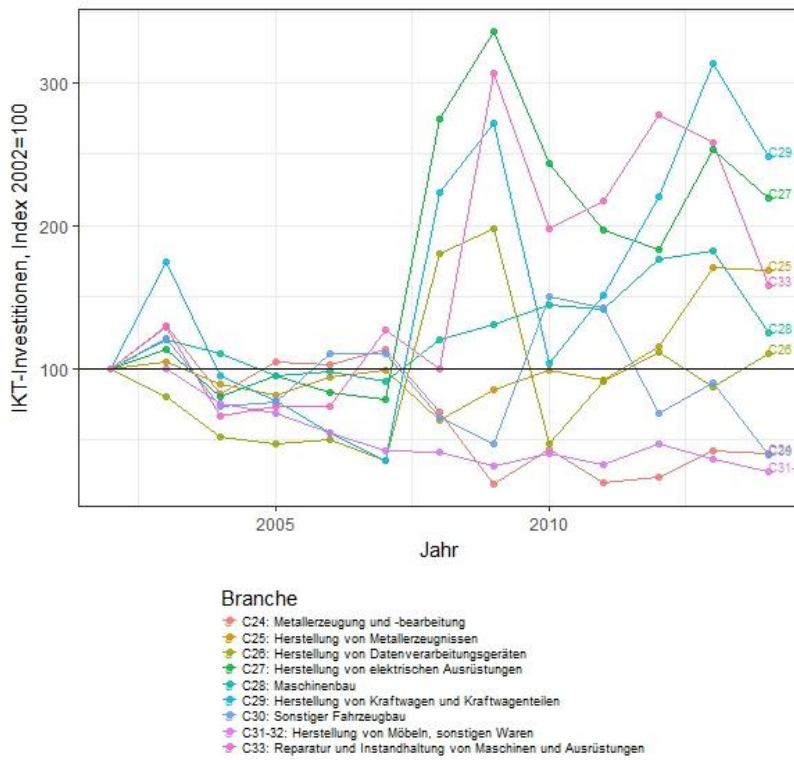 IKT-Investitionen, Index 2002=100
300
200
100
C29
C27
C25
C33
C28
C26
C31-
2005
2010
Jahr
Branche
C24: Metallerzeugung und -bearbeitung
C25: Herstellung von Metallerzeugnissen
C26: Herstellung von Datenverarbeitungsgeräten
C27: Herstellung von elektrischen Ausrüstungen
C28: Maschinenbau
C29: Herstellung von Kraftwagen und Kraftwagenteilen
C30: Sonstiger Fahrzeugbau
C31-32: Herstellung von Möbeln, sonstigen Waren
C33: Reparatur und Instandhaltung von Maschinen und Ausrüstungen